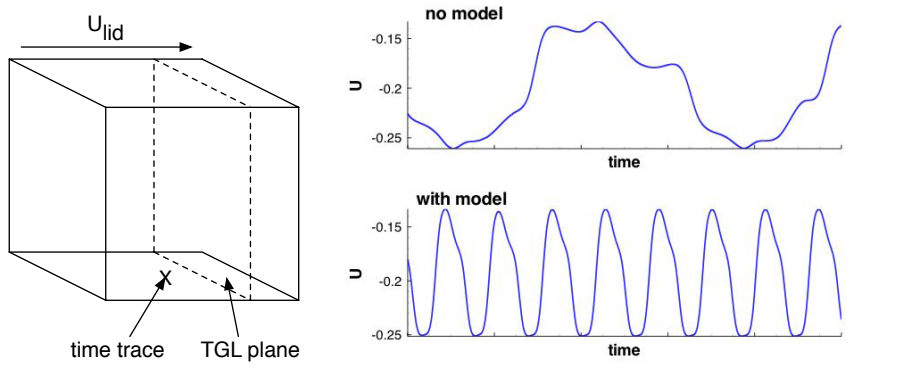 U_lid
X
time trace
TGL plane
no model
-0.15
-0.2
-0.25
U
time
with model
-0.15
-0.2
-0.25
U
time